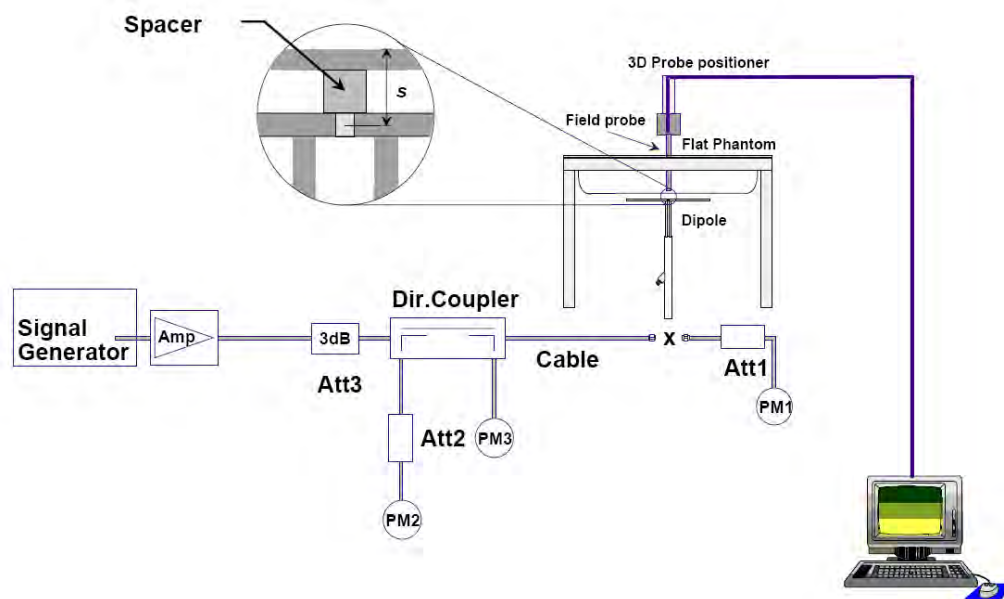 Spacer
s
3D Probe positioner
Field probe
Flat Phantom
Dipole
Dir.Coupler
Signal
Generator
Amp
3dB
Att3
Cable
x
Att1
PM1
Att2
PM3
PM2